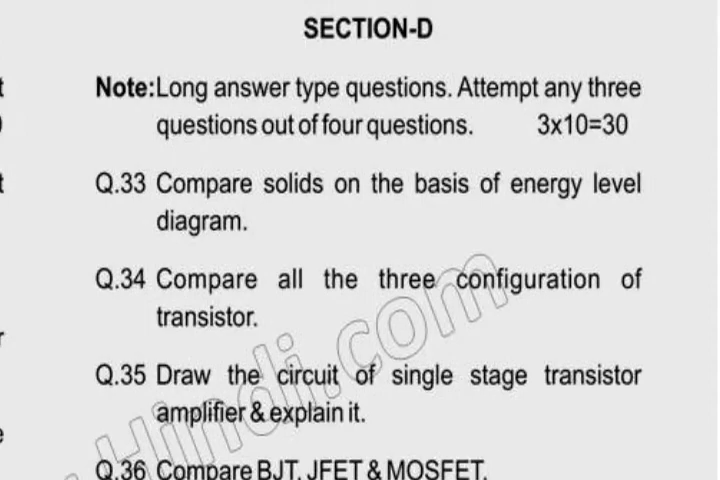 SECTION-D
Note:Long answer type questions. Attempt any three
questions out of four questions. 3x10=30
Q.33 Compare solids on the basis of energy level
diagram.
Q.34 Compare all the three configuration of
transistor.
Q.35 Draw the circuit of single stage transistor
amplifier & explain it.
Q.36 Compare BJT, JFET & MOSFET.
Hindi.com